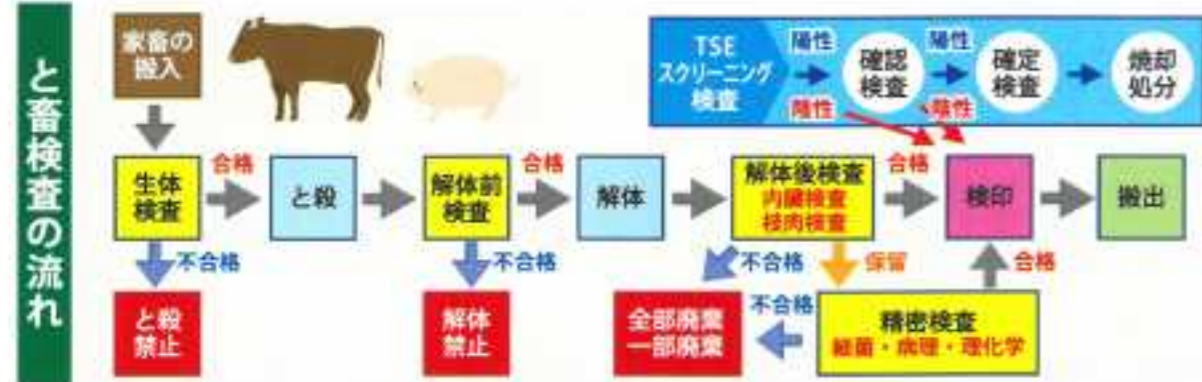 と畜検査の流れ
家畜の
搬入
TSE
スクリーニング
検査
陽性
確認
検査
陽性
確定
検査
焼却
処分
陰性
陰性
生体
検査
合格
と殺
解体前
検査
合格
解体
解体後検査
内臓検査
枝肉検査
合格
検印
搬出
不合格
不合格
不合格
保留
合格
と殺
禁止
解体
禁止
全部廃棄
一部廃棄
不合格
精密検査
細菌・病理・理化学